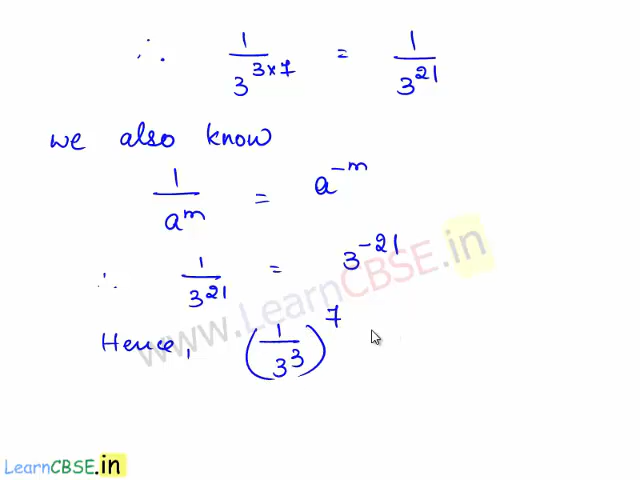 ∴ 1/3^(3×7) = 1/3^21
we also know
1/a^m = a^-m
∴ 1/3^21 = 3^-21
Hence, (1/3^3)^7
www.LearnCBSE.in
LearnCBSE.in